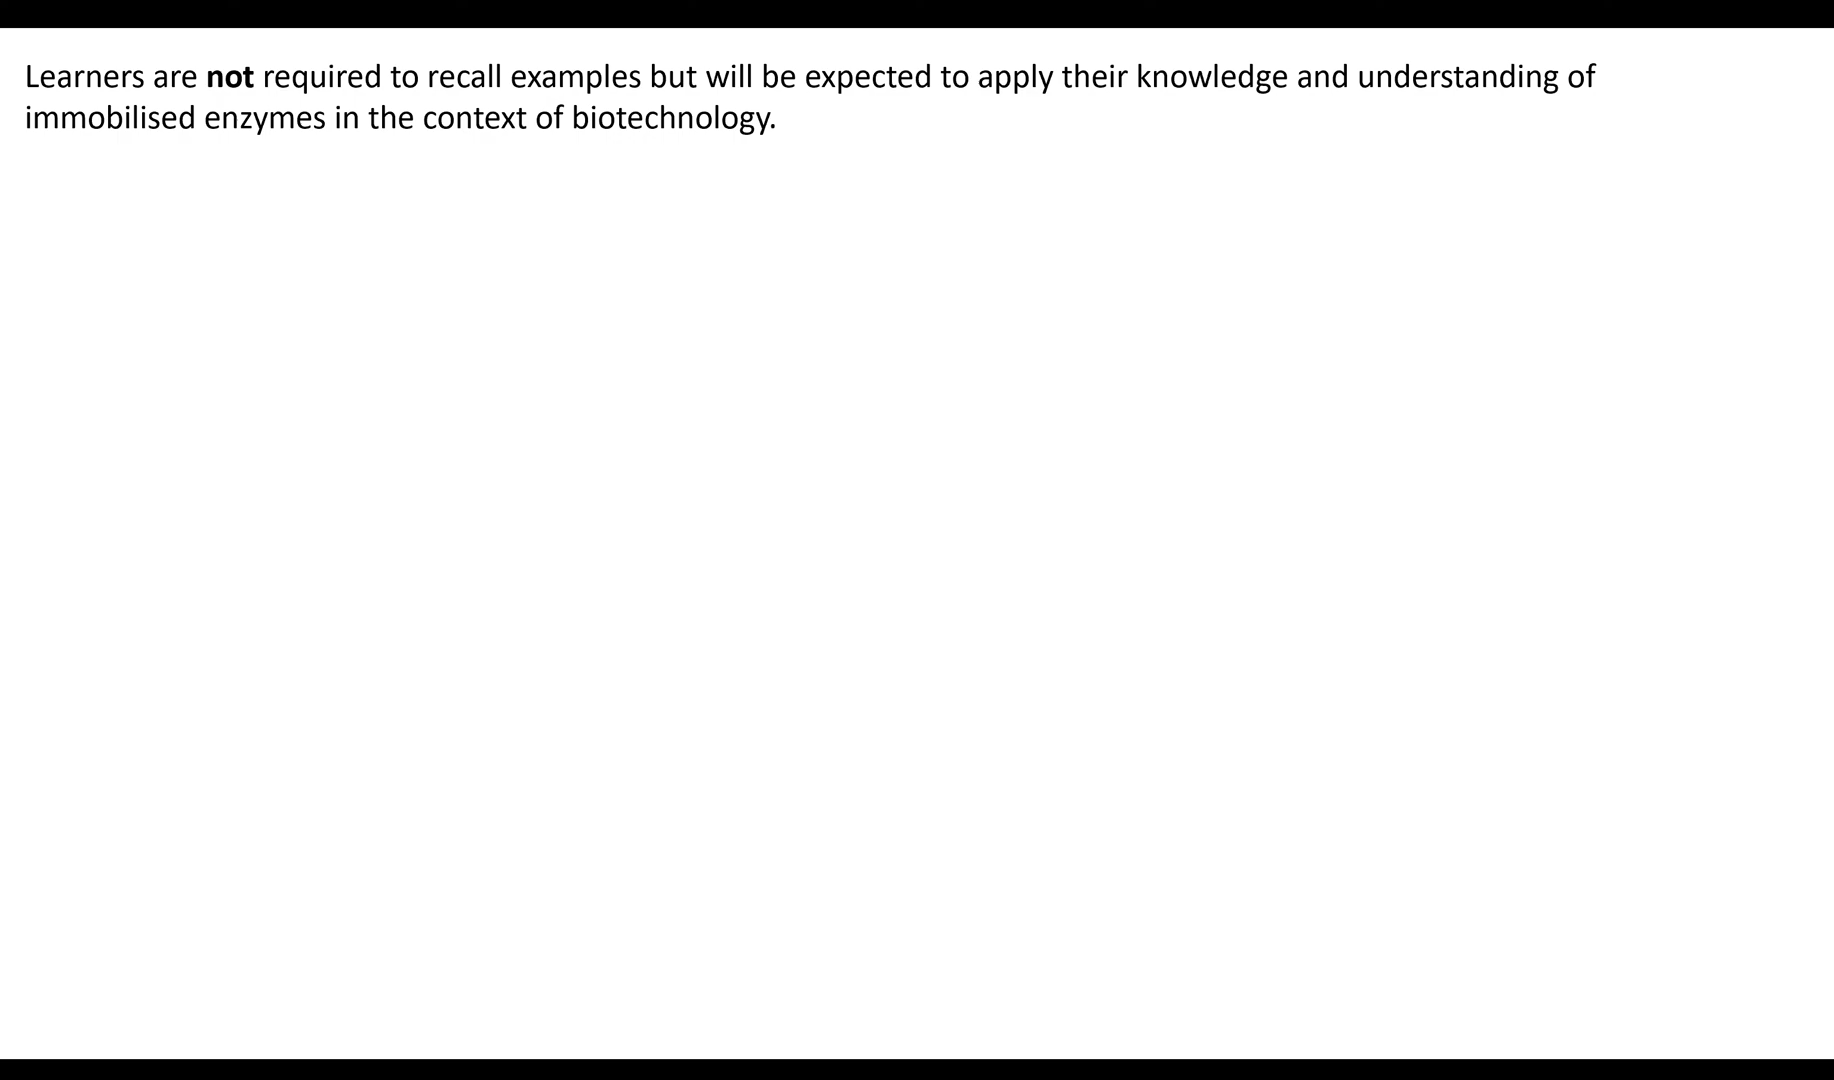 Learners are not required to recall examples but will be expected to apply their knowledge and understanding of
immobilised enzymes in the context of biotechnology.